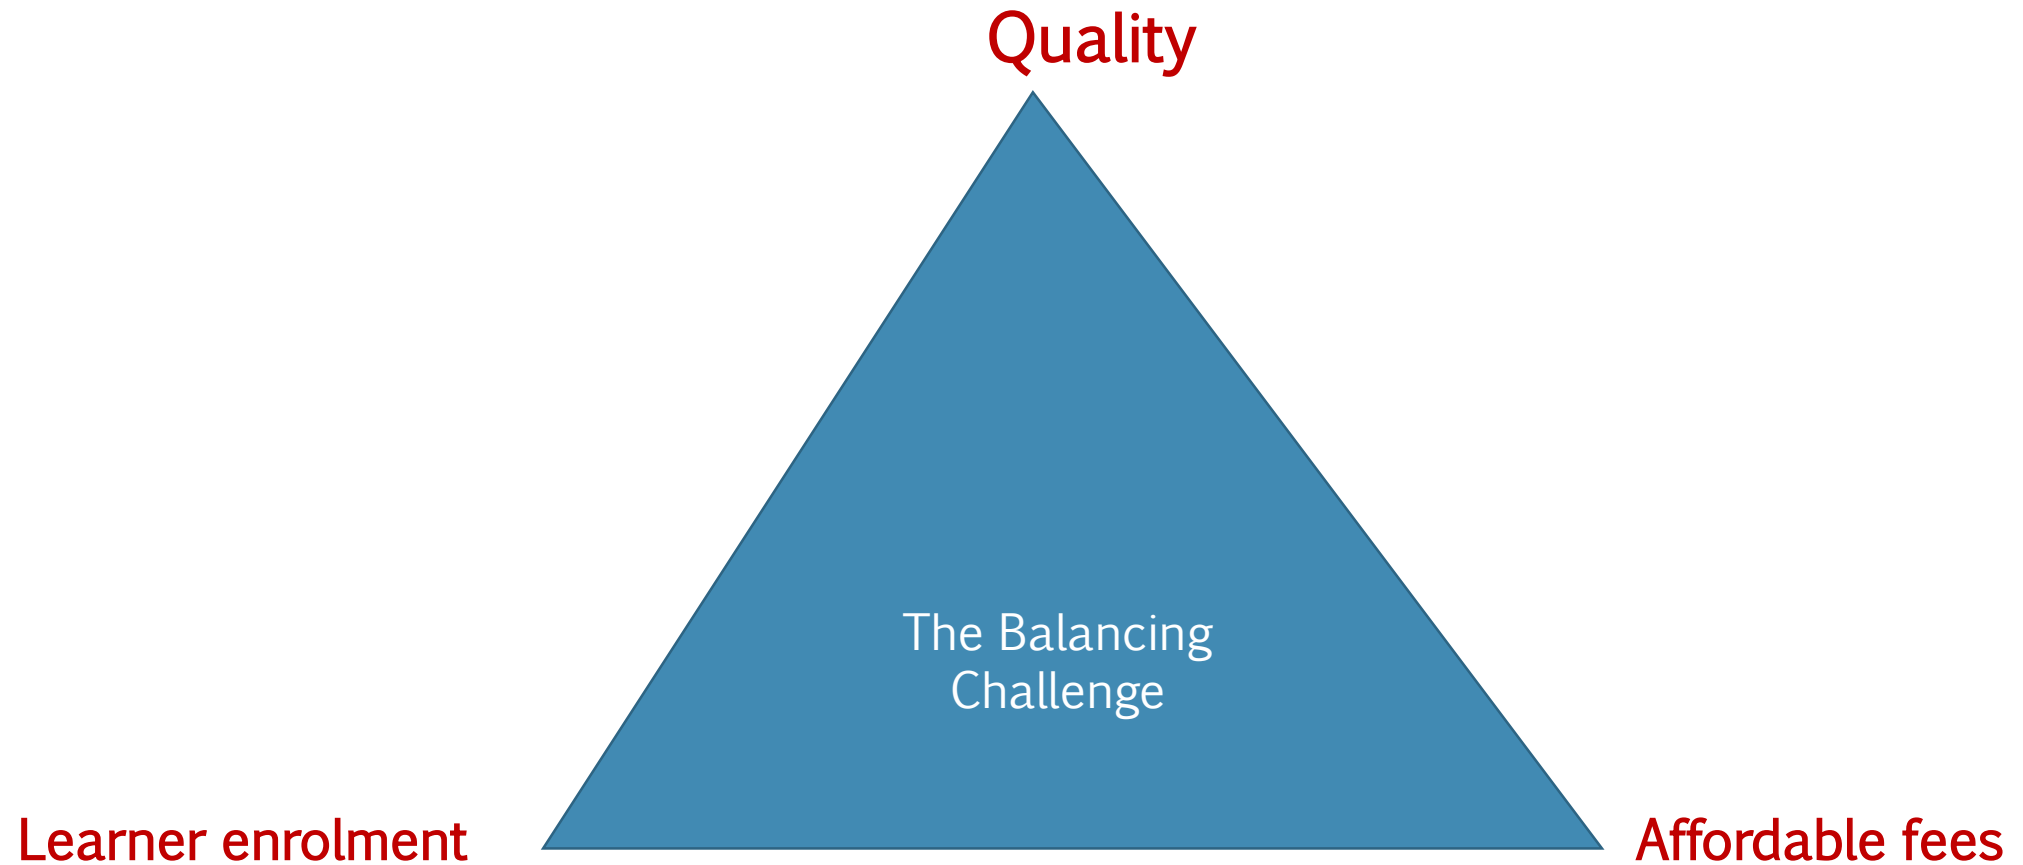 Quality
The Balancing
Challenge
Learner enrolment
Affordable fees